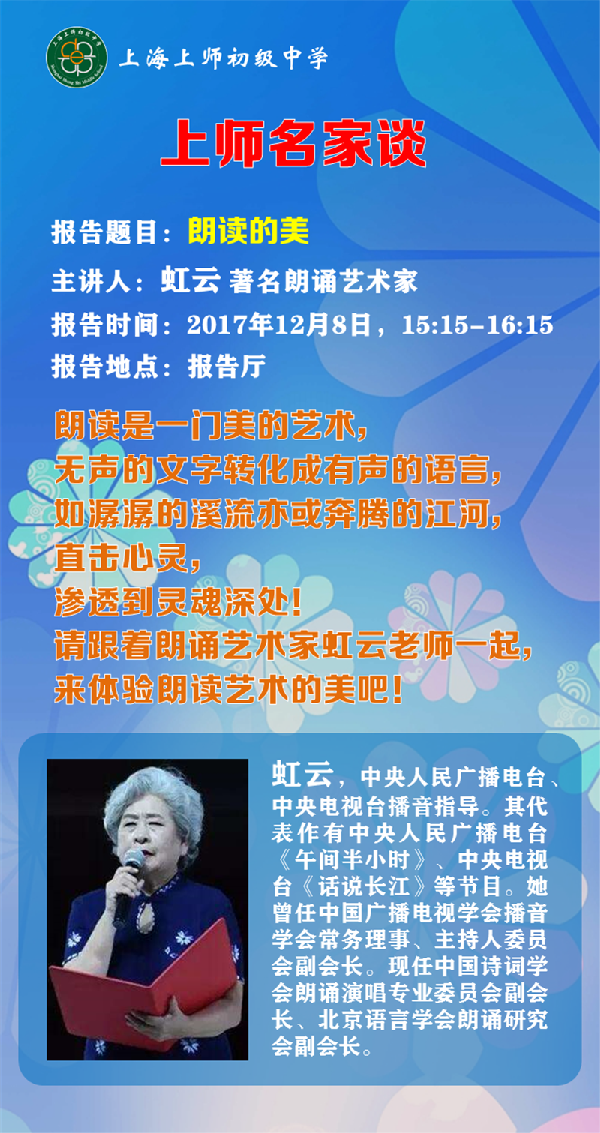 上海上师初级中学
上师名家谈
报告题目：朗读的美
主讲人：虹云 著名朗诵艺术家
报告时间：2017年12月8日，15:15-16:15
报告地点：报告厅
朗读是一门美的艺术，
无声的文字转化成有声的语言，
如潺潺的溪流亦或奔腾的江河，
直击心灵，
渗透到灵魂深处！
请跟着朗诵艺术家虹云老师一起，
来体验朗读艺术的美吧！
虹云，中央人民广播电台、
中央电视台播音指导。其代
表作有中央人民广播电台
《午间半小时》、中央电视
台《话说长江》等节目。她
曾任中国广播电视学会播音
学会常务理事、主持人委员
会副会长。现任中国诗词学
会朗诵演唱专业委员会副会
长、北京语言学会朗诵研究
会副会长。